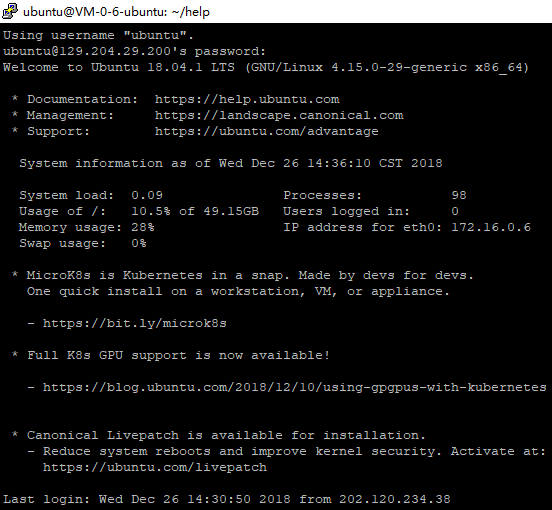 ubuntu@VM-0-6-ubuntu: ~/help
Using username "ubuntu".
ubuntu@129.204.29.200's password:
Welcome to Ubuntu 18.04.1 LTS (GNU/Linux 4.15.0-29-generic x86_64)
* Documentation:  https://help.ubuntu.com
* Management:     https://landscape.canonical.com
* Support:        https://ubuntu.com/advantage
System information as of Wed Dec 26 14:36:10 CST 2018
System load:  0.09               Processes:           98
Usage of /:   10.5% of 49.15GB   Users logged in:     0
Memory usage: 28%                IP address for eth0: 172.16.0.6
Swap usage:   0%
* MicroK8s is Kubernetes in a snap. Made by devs for devs.
One quick install on a workstation, VM, or appliance.
- https://bit.ly/microk8s
* Full K8s GPU support is now available!
- https://blog.ubuntu.com/2018/12/10/using-gpgpus-with-kubernetes
* Canonical Livepatch is available for installation.
- Reduce system reboots and improve kernel security. Activate at:
https://ubuntu.com/livepatch
Last login: Wed Dec 26 14:30:50 2018 from 202.120.234.38